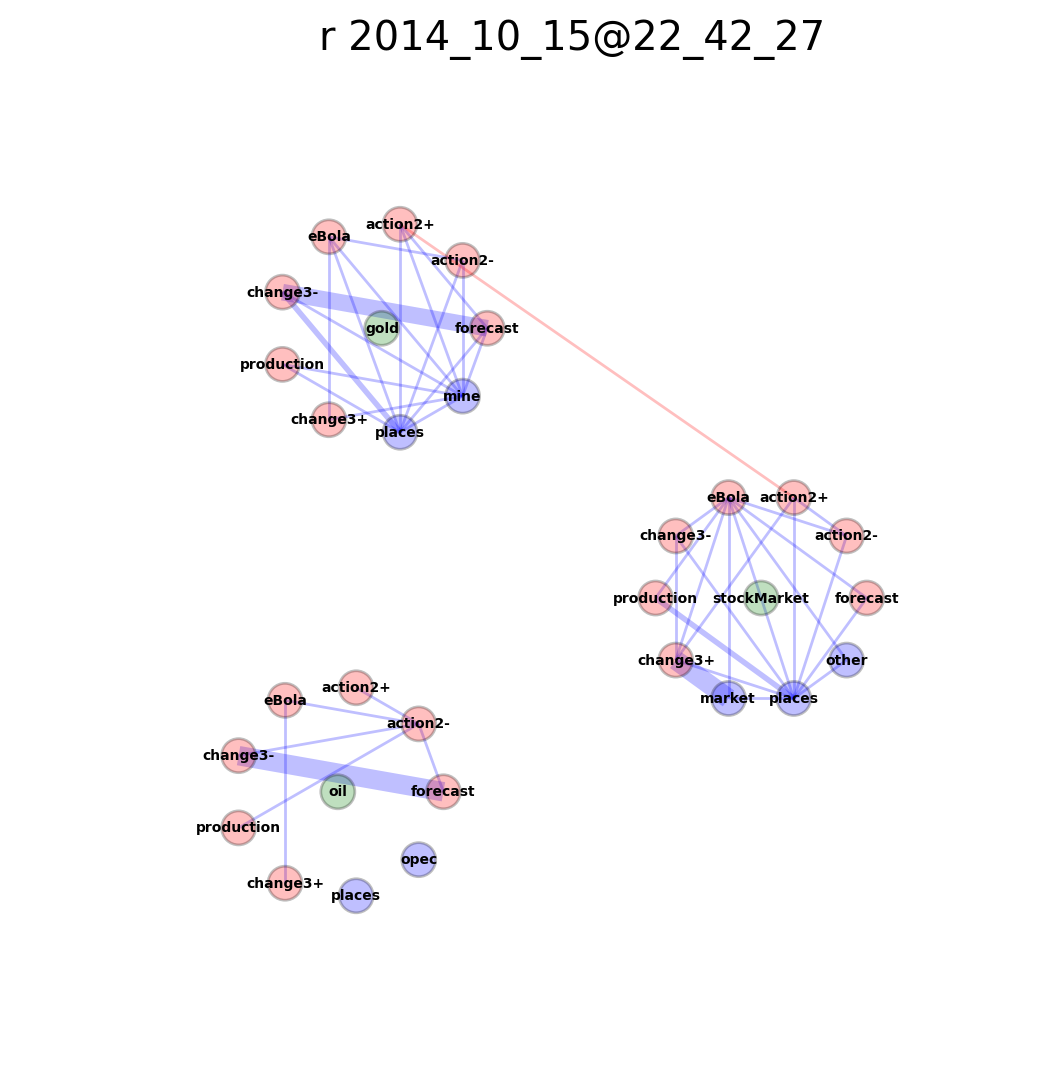 r 2014_10_15@22_42_27
action2+
eBola
action2-
change3-
gold
forecast
production
mine
change3+
places
eBola
action2+
change3-
action2-
production
stockMarket
forecast
change3+
other
market
places
action2+
eBola
action2-
change3-
oil
forecast
production
opec
change3+
places